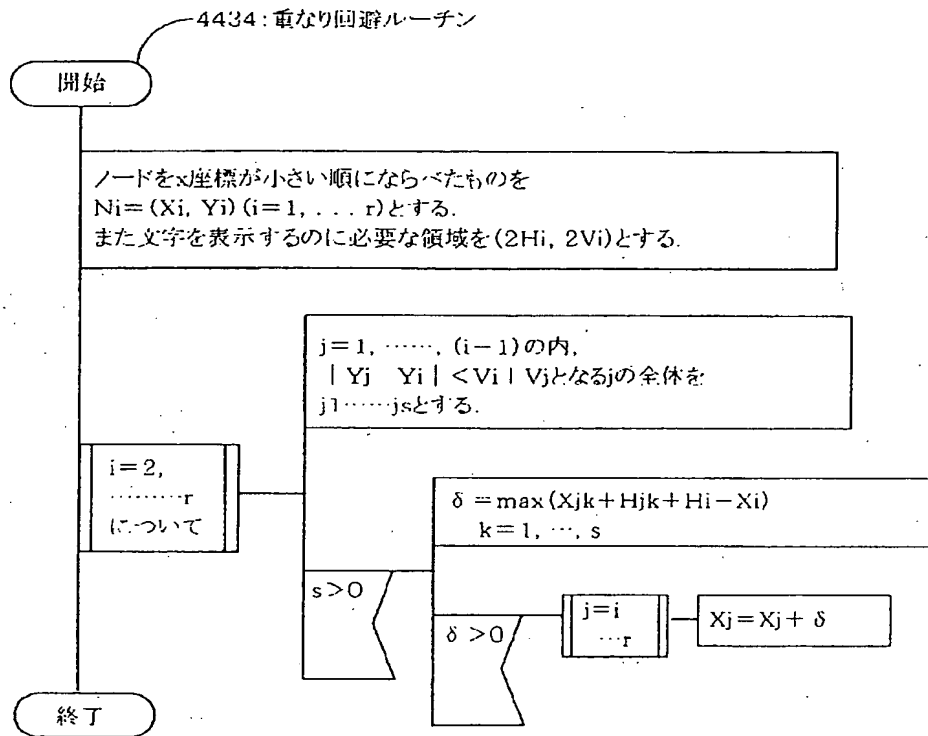 4434:重なり回避ルーチン
開始
ノードをx座標が小さい順にならべたものを
Ni=(Xi, Yi)(i=1, . . . r)とする.
また文字を表示するのに必要な領域を(2Hi, 2Vi)とする.
j=1, ……, (i−1)の内,
| Yj Yi | <Vi | Vjとなるjの全体を
j1……jsとする.
i=2,
………r
について
δ=max(Xjk+Hjk+Hi−Xi)
k=1, …, s
s>0
δ>0
j=i
…r
Xj=Xj+ δ
終了